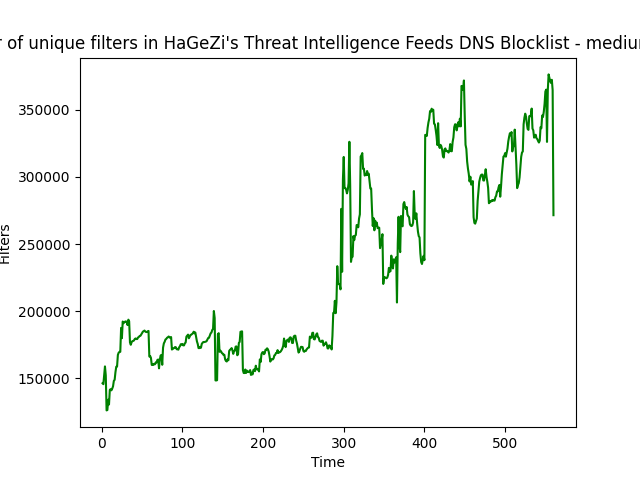 r of unique filters in HaGeZi's Threat Intelligence Feeds DNS Blocklist - mediu
350000
300000
250000
200000
150000
Filters
0 100 200 300 400 500
Time